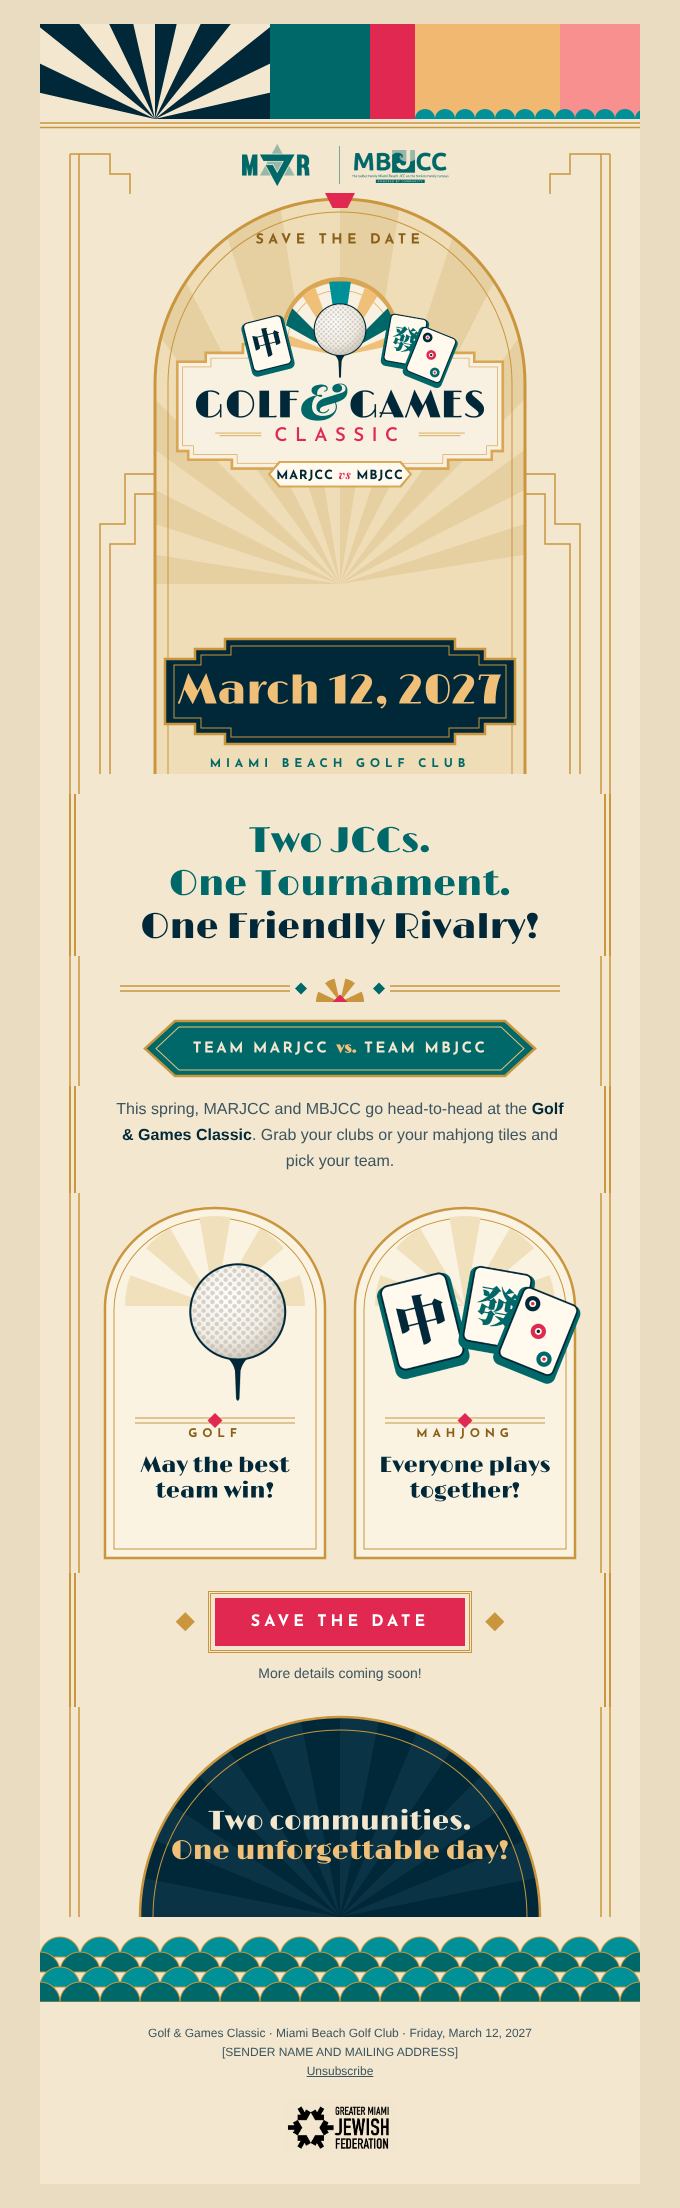 MAR
MBJCC
SAVE THE DATE
中
發
GOLF & GAMES
CLASSIC
MARJCC vs MBJCC
March 12, 2027
MIAMI BEACH GOLF CLUB
Two JCCs.
One Tournament.
One Friendly Rivalry!
TEAM MARJCC vs. TEAM MBJCC
This spring, MARJCC and MBJCC go head-to-head at the Golf
& Games Classic. Grab your clubs or your mahjong tiles and
pick your team.
中
發
GOLF
May the best
team win!
MAHJONG
Everyone plays
together!
SAVE THE DATE
More details coming soon!
Two communities.
One unforgettable day!
Golf & Games Classic · Miami Beach Golf Club · Friday, March 12, 2027
[SENDER NAME AND MAILING ADDRESS]
Unsubscribe
GREATER MIAMI
JEWISH
FEDERATION